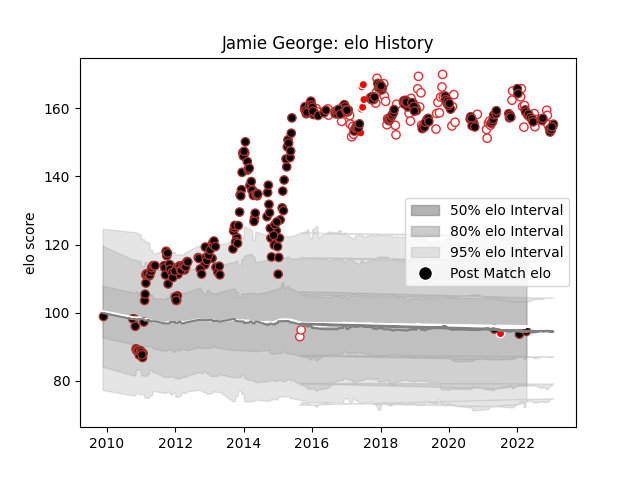 Jamie George: elo History
elo score
160
140
120
100
80
50% elo Interval
80% elo Interval
95% elo Interval
Post Match elo
2010 2012 2014 2016 2018 2020 2022